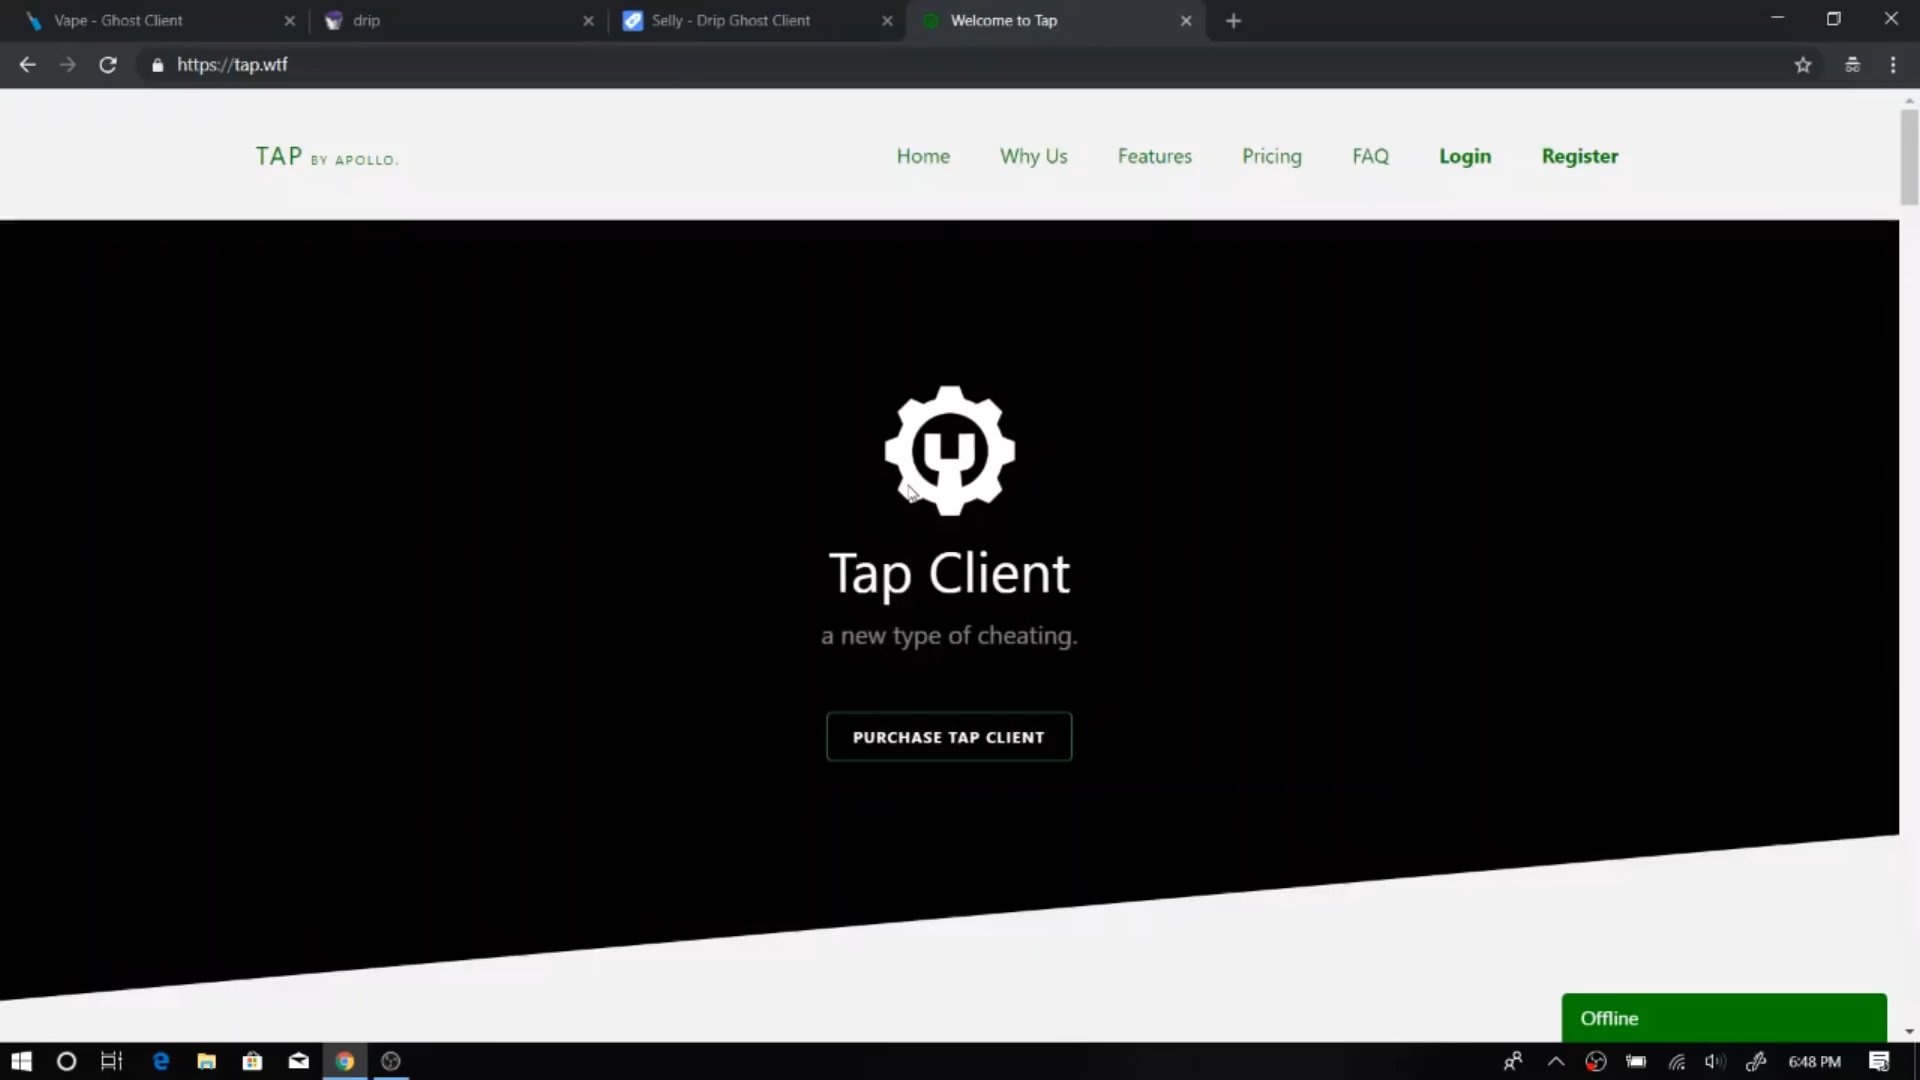 Vape - Ghost Client
drip
Selly - Drip Ghost Client
Welcome to Tap
https://tap.wtf
TAP BY APOLLO.
Home
Why Us
Features
Pricing
FAQ
Login
Register
Tap Client
a new type of cheating.
PURCHASE TAP CLIENT
Offline
6:48 PM